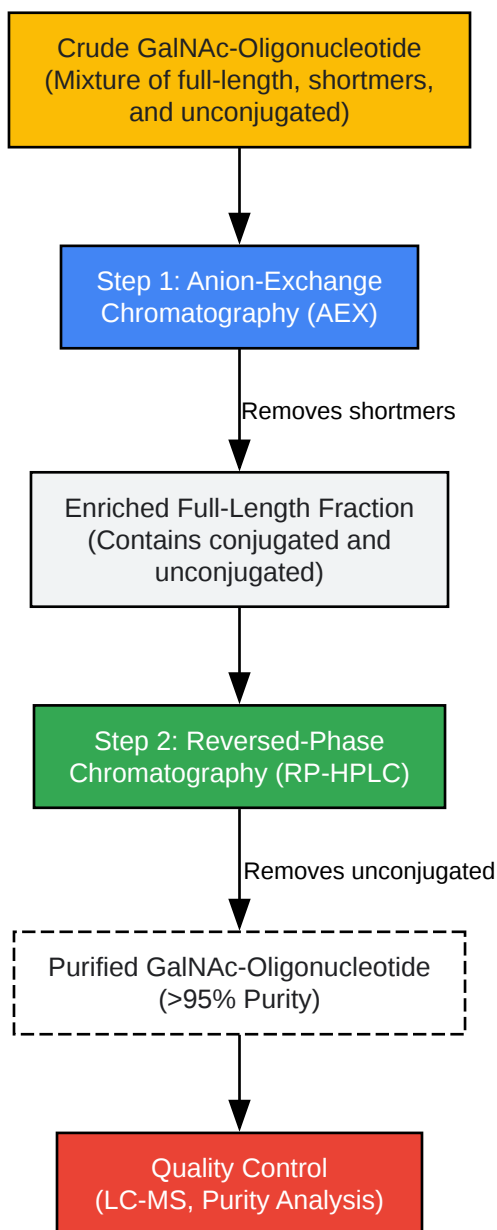 Crude GalNAc-Oligonucleotide
(Mixture of full-length, shortmers,
and unconjugated)
Step 1: Anion-Exchange
Chromatography (AEX)
Removes shortmers
Enriched Full-Length Fraction
(Contains conjugated and
unconjugated)
Step 2: Reversed-Phase
Chromatography (RP-HPLC)
Removes unconjugated
Purified GalNAc-Oligonucleotide
(>95% Purity)
Quality Control
(LC-MS, Purity Analysis)